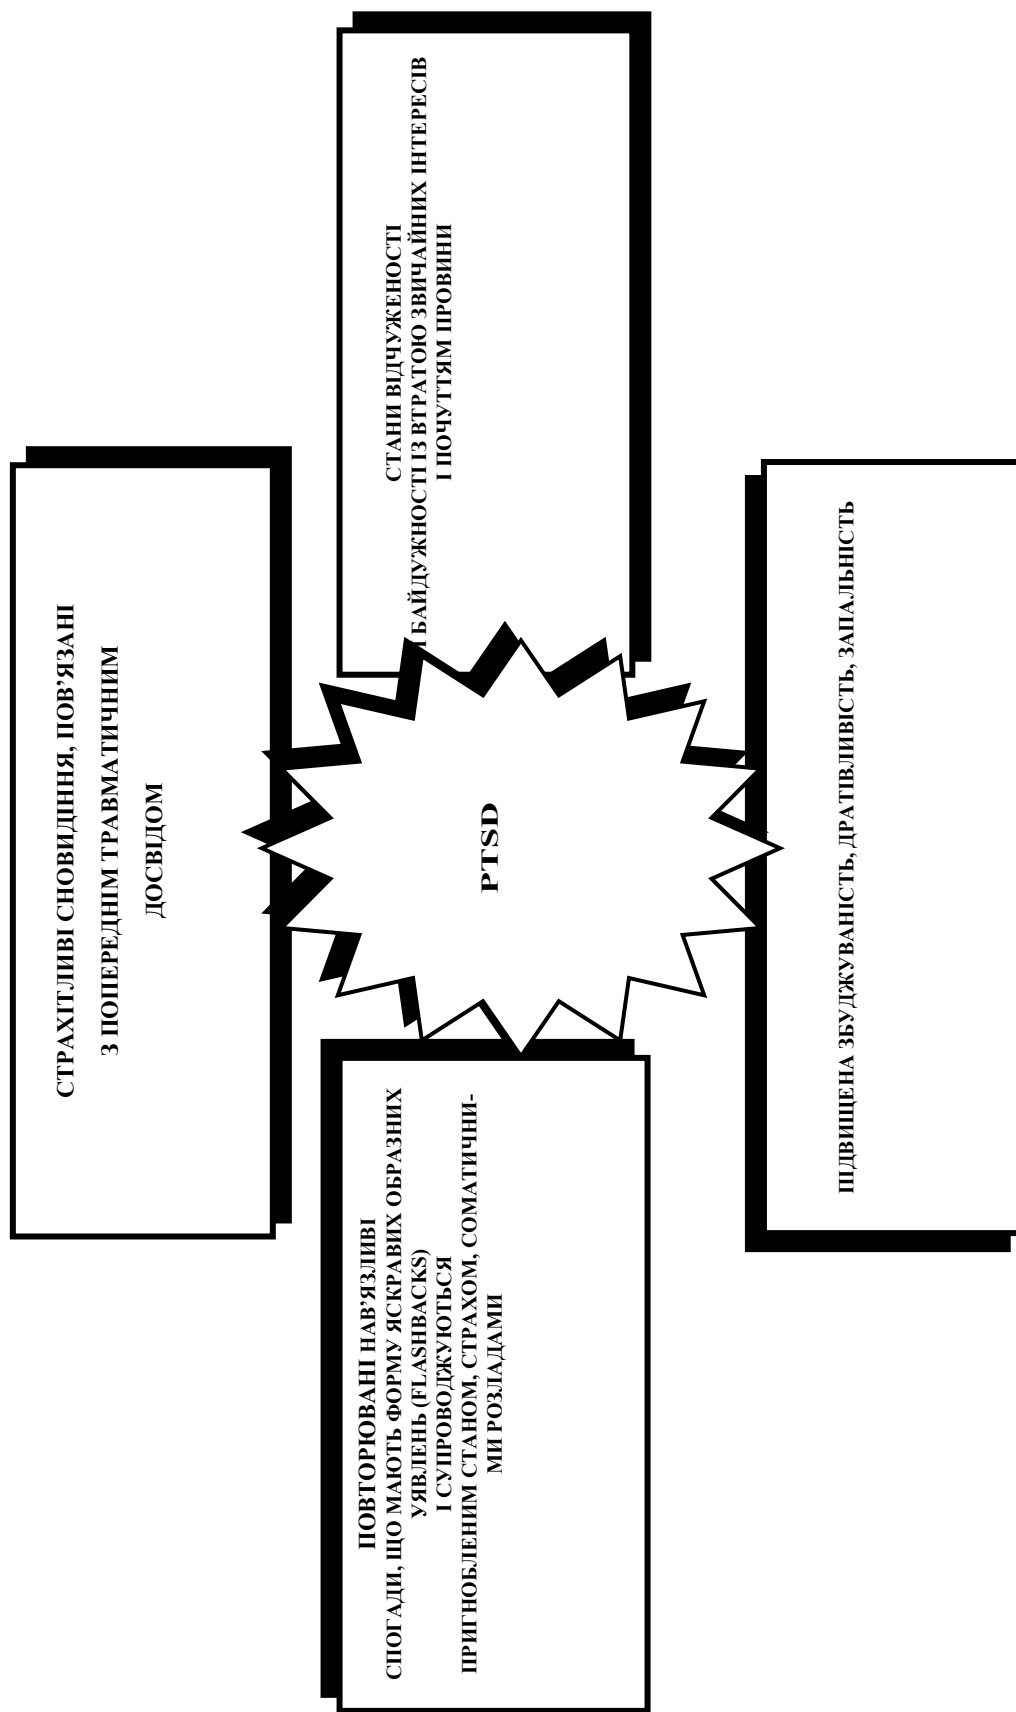 СТРАХІТЛИВІ СНОВИДІННЯ, ПОВ’ЯЗАНІ
З ПОПЕРЕДНІМ ТРАВМАТИЧНИМ
ДОСВІДОМ
ПОВТОРЮВАНІ НАВ’ЯЗЛИВІ
СПОГАДИ, ЩО МАЮТЬ ФОРМУ ЯСКРАВИХ ОБРАЗНИХ
УЯВЛЕНЬ (FLASHBACKS)
І СУПРОВОДЖУЮТЬСЯ
ПРИГНОБЛЕНИМ СТАНОМ, СТРАХОМ, СОМАТИЧНИ-
МИ РОЗЛАДАМИ
PTSD
СТАНИ ВІДЧУЖЕНОСТІ
І БАЙДУЖНОСТІ ІЗ ВТРАТОЮ ЗВИЧАЙНИХ ІНТЕРЕСІВ
І ПОЧУТТЯМ ПРОВИНИ
ПІДВИЩЕНА ЗБУДЖУВАНІСТЬ, ДРАТІВЛИВІСТЬ, ЗАПАЛЬНІСТЬ